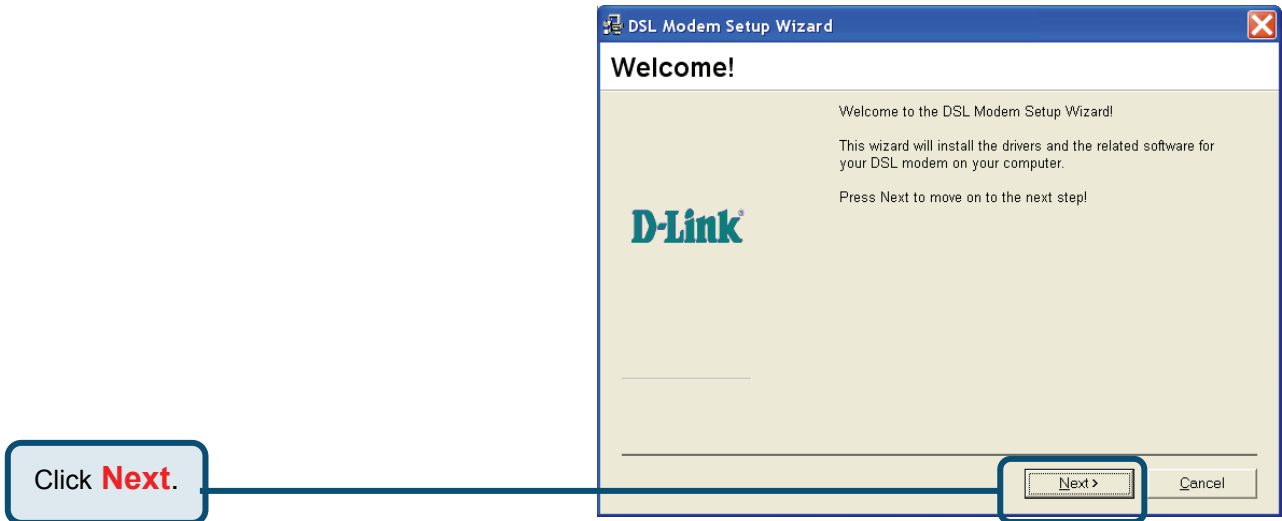 DSL Modem Setup Wizard
Welcome!
Welcome to the DSL Modem Setup Wizard!
This wizard will install the drivers and the related software for
your DSL modem on your computer.
Press Next to move on to the next step!
D-Link®
Click Next.
Next >
Cancel